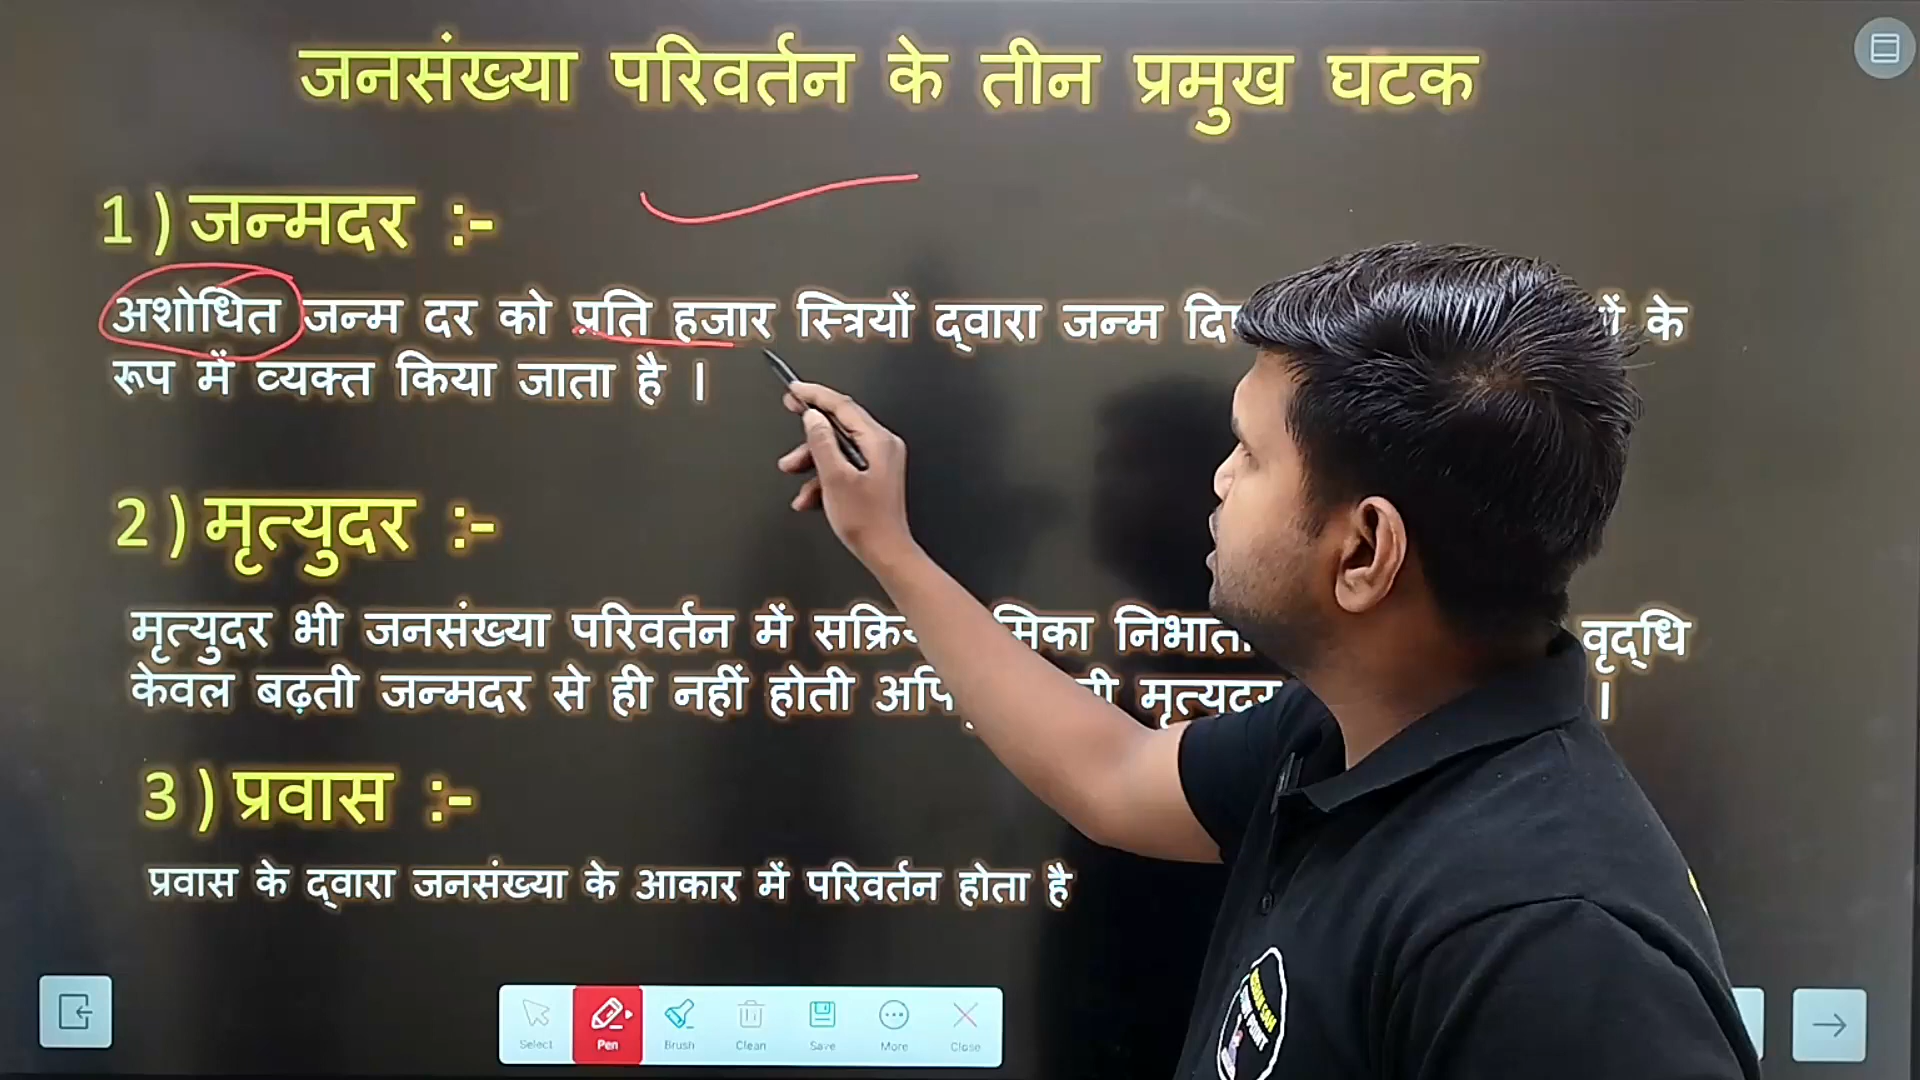 जनसंख्या परिवर्तन के तीन प्रमुख घटक
1 ) जन्मदर :-
अशोधित जन्म दर को प्रति हजार स्त्रियों द्वारा जन्म के
रूप में व्यक्त किया जाता है ।
2 ) मृत्युदर :-
मृत्युदर भी जनसंख्या परिवर्तन में वृद्धि
केवल बढ़ती जन्मदर से ही नहीं होती ।
3 ) प्रवास :-
प्रवास के द्वारा जनसंख्या के आकार में परिवर्तन होता है
Select Pen Brush Clean Save More Close